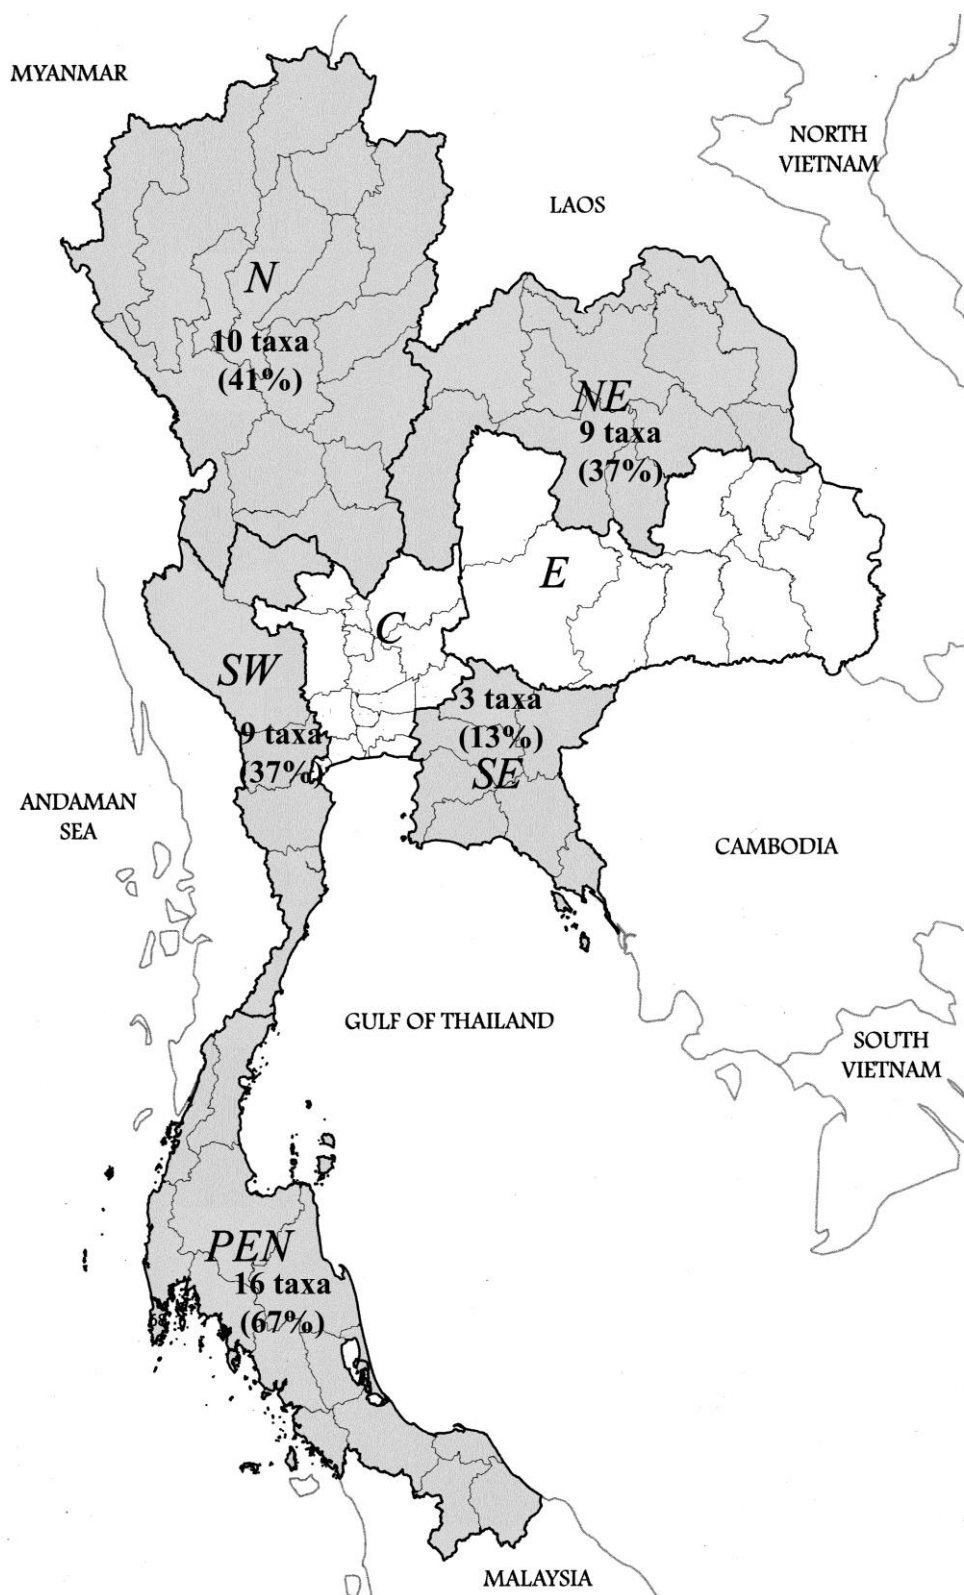 MYANMAR
NORTH
VIETNAM
LAOS
N
10 taxa
(41%)
NE
9 taxa
(37%)
E
C
SW
9 taxa
(37%)
3 taxa
(13%)
SE
ANDAMAN
SEA
CAMBODIA
GULF OF THAILAND
SOUTH
VIETNAM
PEN
16 taxa
(67%)
MALAYSIA